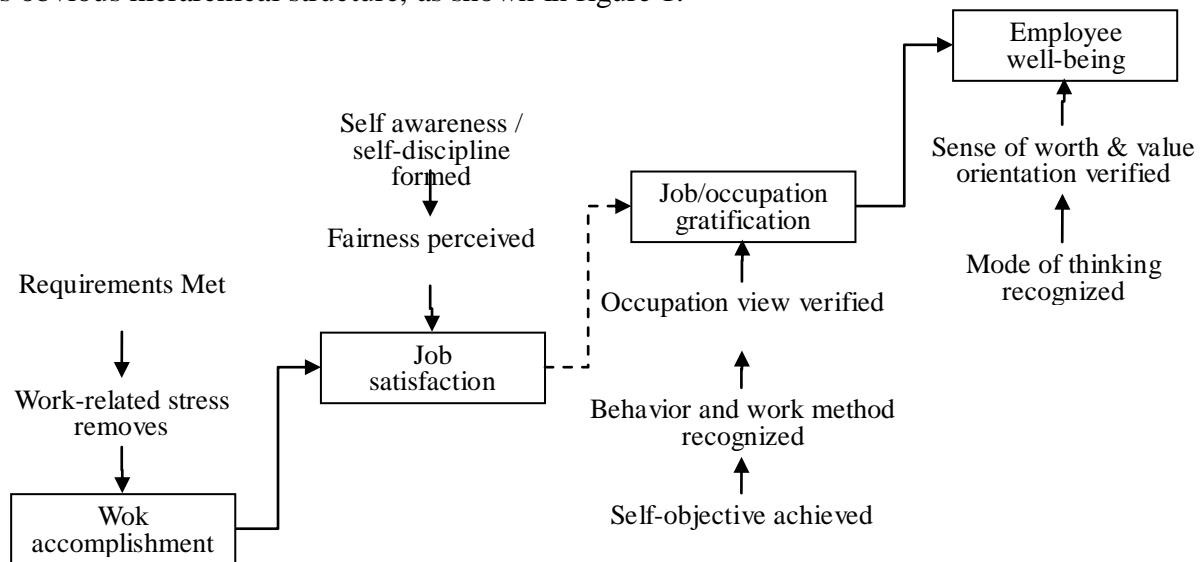 s obvious hierarchical structure, as shown in figure 1.
Employee
well-being
Self awareness /
self-discipline
formed
Sense of worth & value
orientation verified
Job/occupation
gratification
Fairness perceived
Mode of thinking
recognized
Requirements Met
Occupation view verified
Job
satisfaction
Work-related stress
removes
Behavior and work method
recognized
Self-objective achieved
Wok
accomplishment